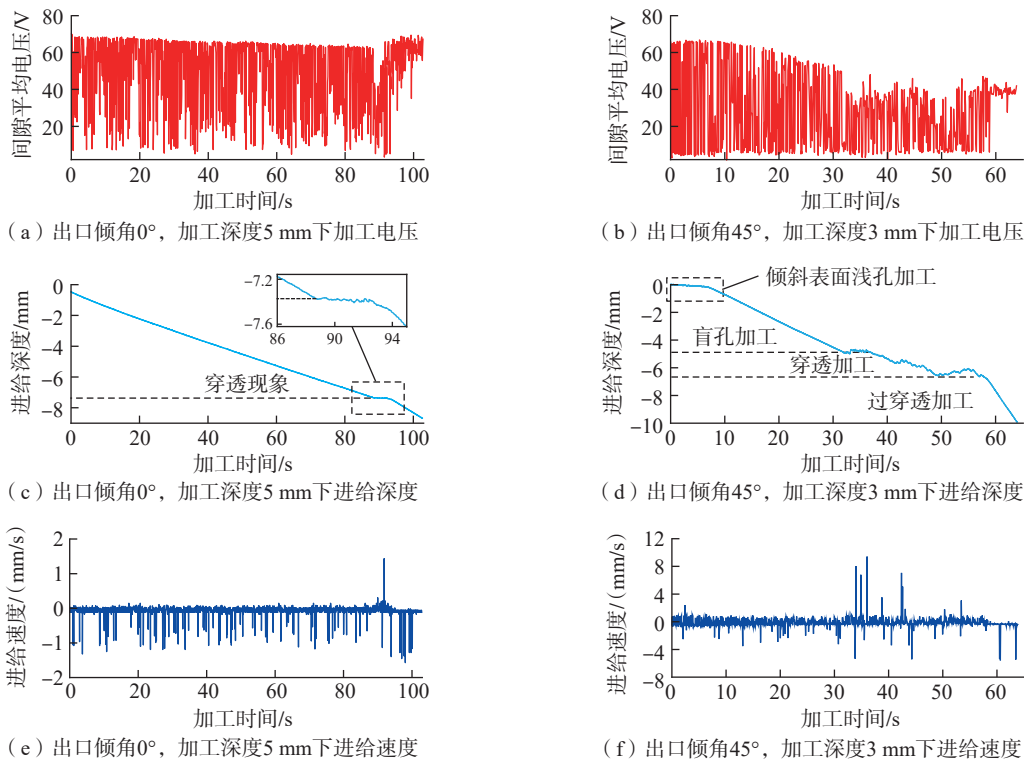 80
60
40
20
间隙平均电压/V
0 20 40 60 80 100
加工时间/s
（a）出口倾角0°，加工深度5 mm下加工电压
80
60
40
20
间隙平均电压/V
0 10 20 30 40 50 60
加工时间/s
（b）出口倾角45°，加工深度3 mm下加工电压
0
−2
−4
−6
−8
进给深度/mm
−7.2
−7.6
86 90 94
穿透现象
0 20 40 60 80 100
加工时间/s
（c）出口倾角0°，加工深度5 mm下进给深度
0
−2
−4
−6
−8
−10
进给深度/mm
倾斜表面浅孔加工
盲孔加工
穿透加工
过穿透加工
0 10 20 30 40 50 60
加工时间/s
（d）出口倾角45°，加工深度3 mm下进给深度
2
1
0
−1
−2
进给速度/(mm/s)
0 20 40 60 80 100
加工时间/s
（e）出口倾角0°，加工深度5 mm下进给速度
12
8
4
0
−4
−8
进给速度/(mm/s)
0 10 20 30 40 50 60
加工时间/s
（f）出口倾角45°，加工深度3 mm下进给速度